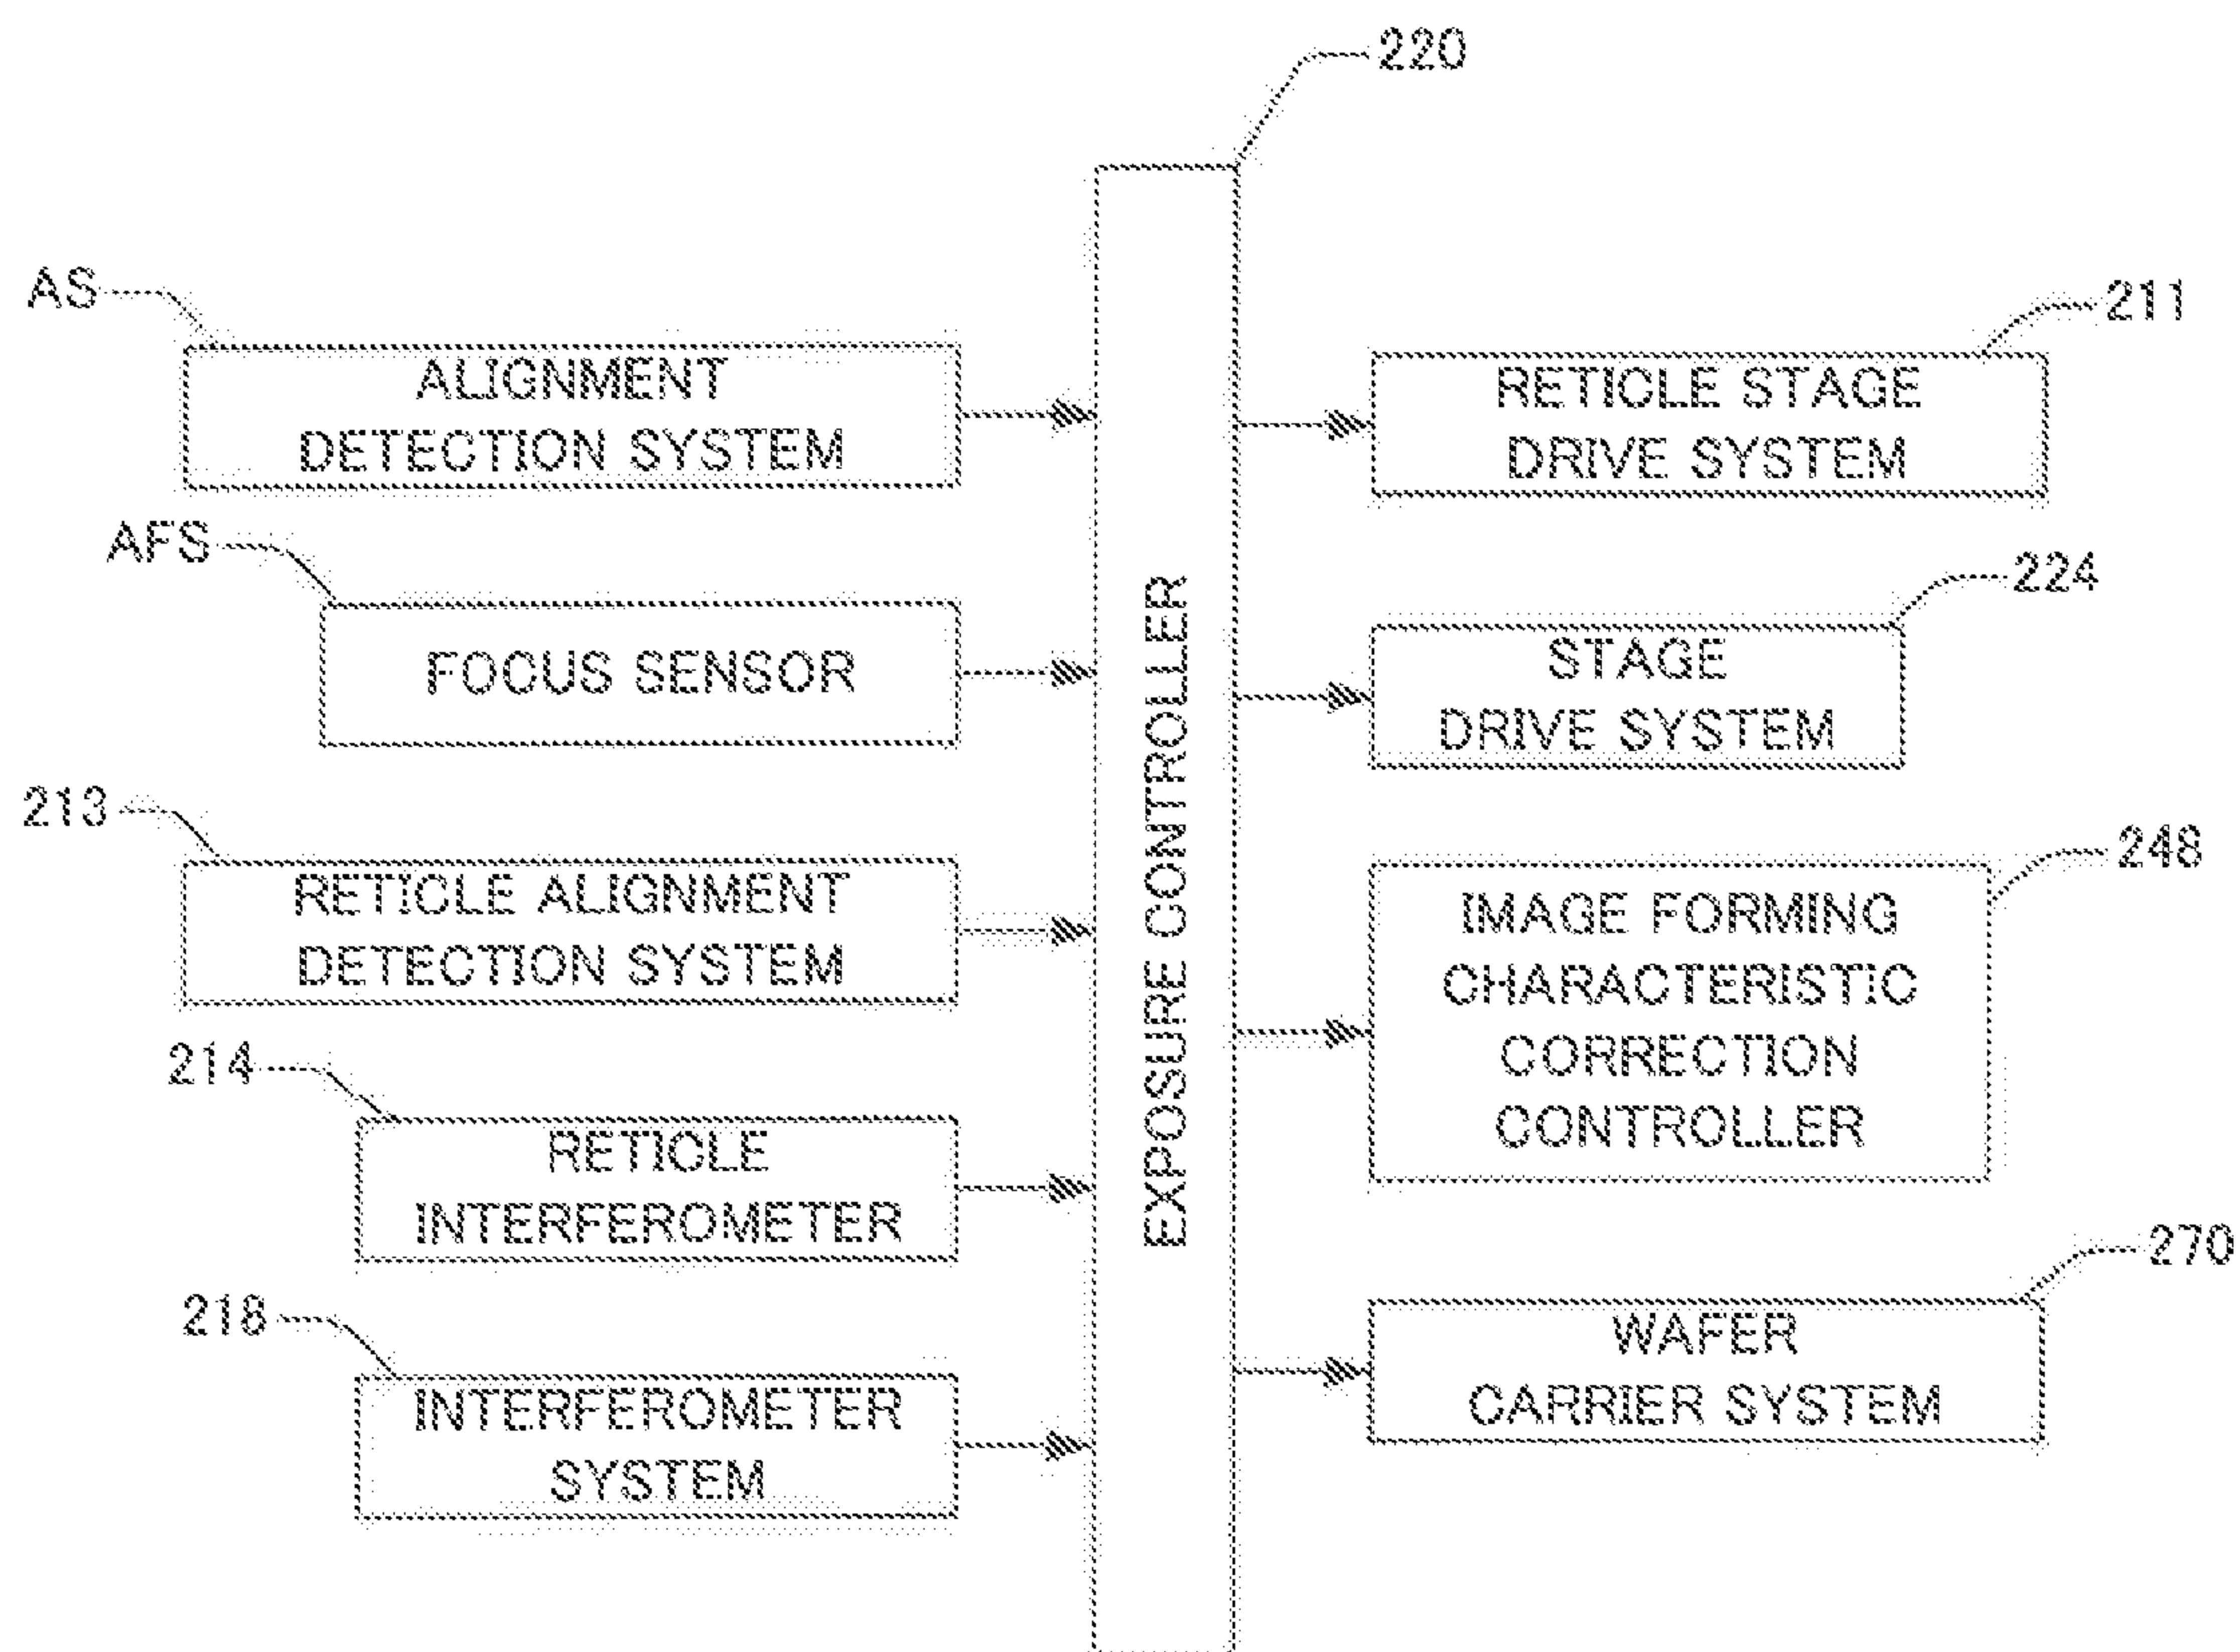 220
AS
ALIGNMENT
DETECTION SYSTEM
AFS
FOCUS SENSOR
213
RETICLE ALIGNMENT
DETECTION SYSTEM
214
RETICLE
INTERFEROMETER
218
INTERFEROMETER
SYSTEM
EXPOSURE CONTROLLER
211
RETICLE STAGE
DRIVE SYSTEM
224
STAGE
DRIVE SYSTEM
248
IMAGE FORMING
CHARACTERISTIC
CORRECTION
CONTROLLER
270
WAFER
CARRIER SYSTEM